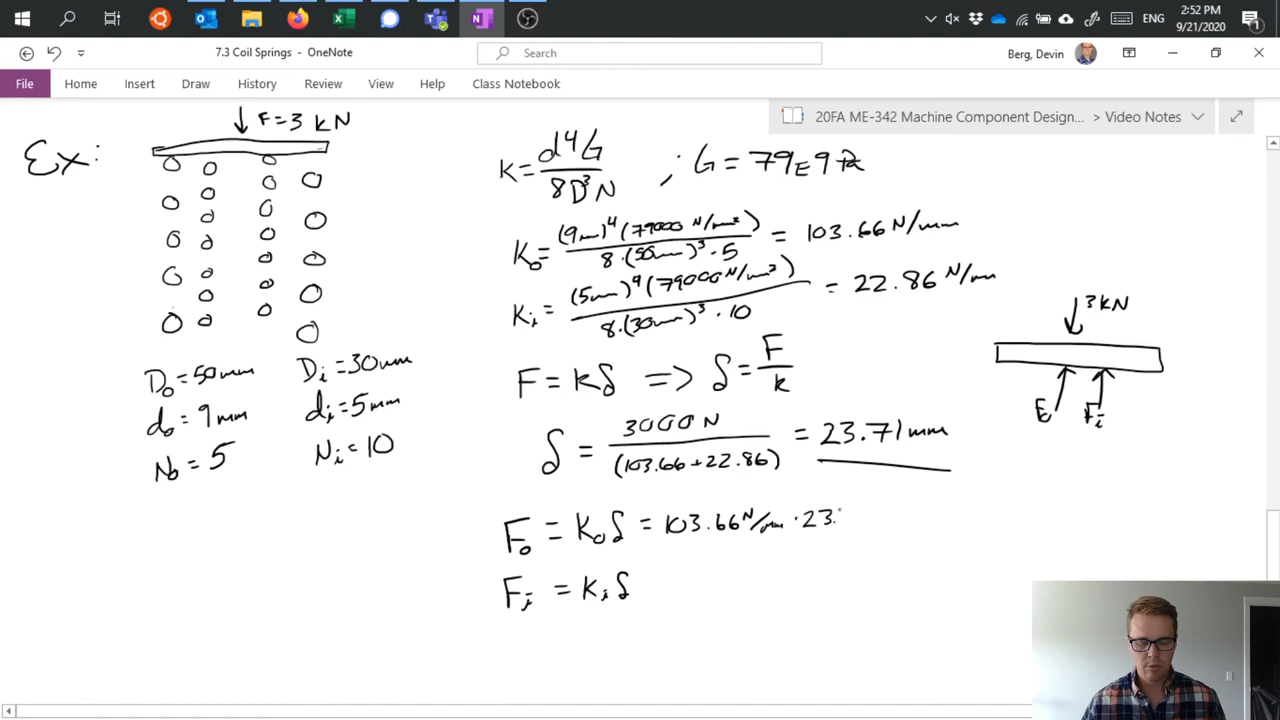 2:52 PM
ENG
9/21/2020
7.3 Coil Springs - OneNote
Search
Berg, Devin
File Home Insert Draw History Review View Help Class Notebook
20FA ME-342 Machine Component Design... > Video Notes
Ex:
F=3 kN
D₀=50mm
d₀=9mm
N₀=5
Dᵢ=30mm
dᵢ=5mm
Nᵢ=10
K=d⁴G/8D³N ; G=79E9 Pa
K₀=(9mm)⁴(79000 N/mm²)/8·(50mm)³·5 = 103.66 N/mm
Kᵢ=(5mm)⁴(79000 N/mm²)/8·(30mm)³·10 = 22.86 N/mm
F=kδ => δ=F/k
δ = 3000 N/(103.66+22.86) = 23.71mm
F₀ = K₀δ = 103.66 N/mm ·23.
Fᵢ = Kᵢδ
3kN
F₀
Fᵢ